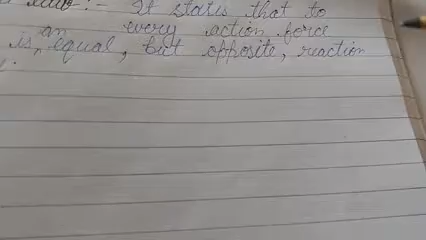 :- It states that to
every action force
is an equal, but opposite, reaction